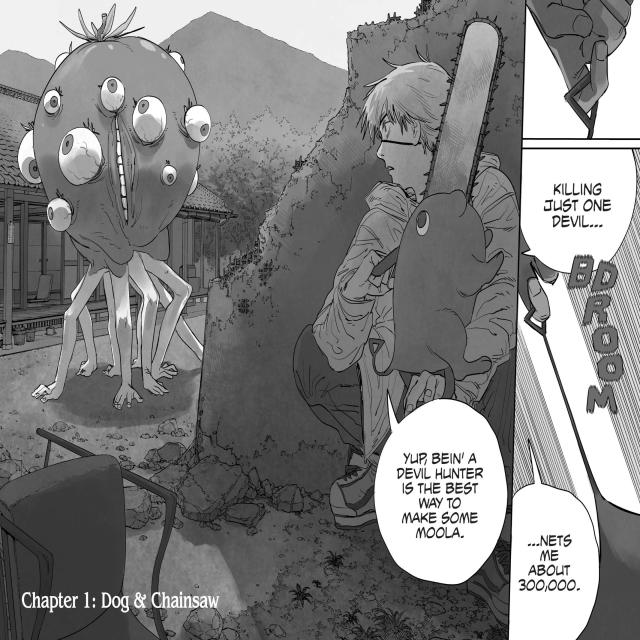 YUP, BEIN' A
DEVIL HUNTER
IS THE BEST
WAY TO
MAKE SOME
MOOLA.
KILLING
JUST ONE
DEVIL...
BDROOM
...NETS
ME
ABOUT
300,000.
Chapter 1: Dog & Chainsaw